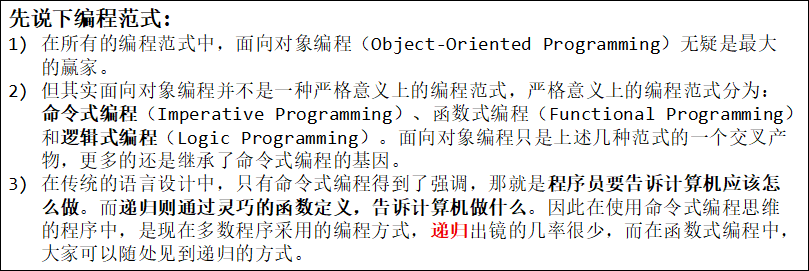 先说下编程范式:
1) 在所有的编程范式中，面向对象编程（Object-Oriented Programming）无疑是最大
的赢家。
2) 但其实面向对象编程并不是一种严格意义上的编程范式，严格意义上的编程范式分为：
命令式编程（Imperative Programming）、函数式编程（Functional Programming）
和逻辑式编程（Logic Programming）。面向对象编程只是上述几种范式的一个交叉产
物，更多的还是继承了命令式编程的基因。
3) 在传统的语言设计中，只有命令式编程得到了强调，那就是程序员要告诉计算机应该怎
么做。而递归则通过灵巧的函数定义，告诉计算机做什么。因此在使用命令式编程思维
的程序中，是现在多数程序采用的编程方式，递归出镜的几率很少，而在函数式编程中，
大家可以随处见到递归的方式。